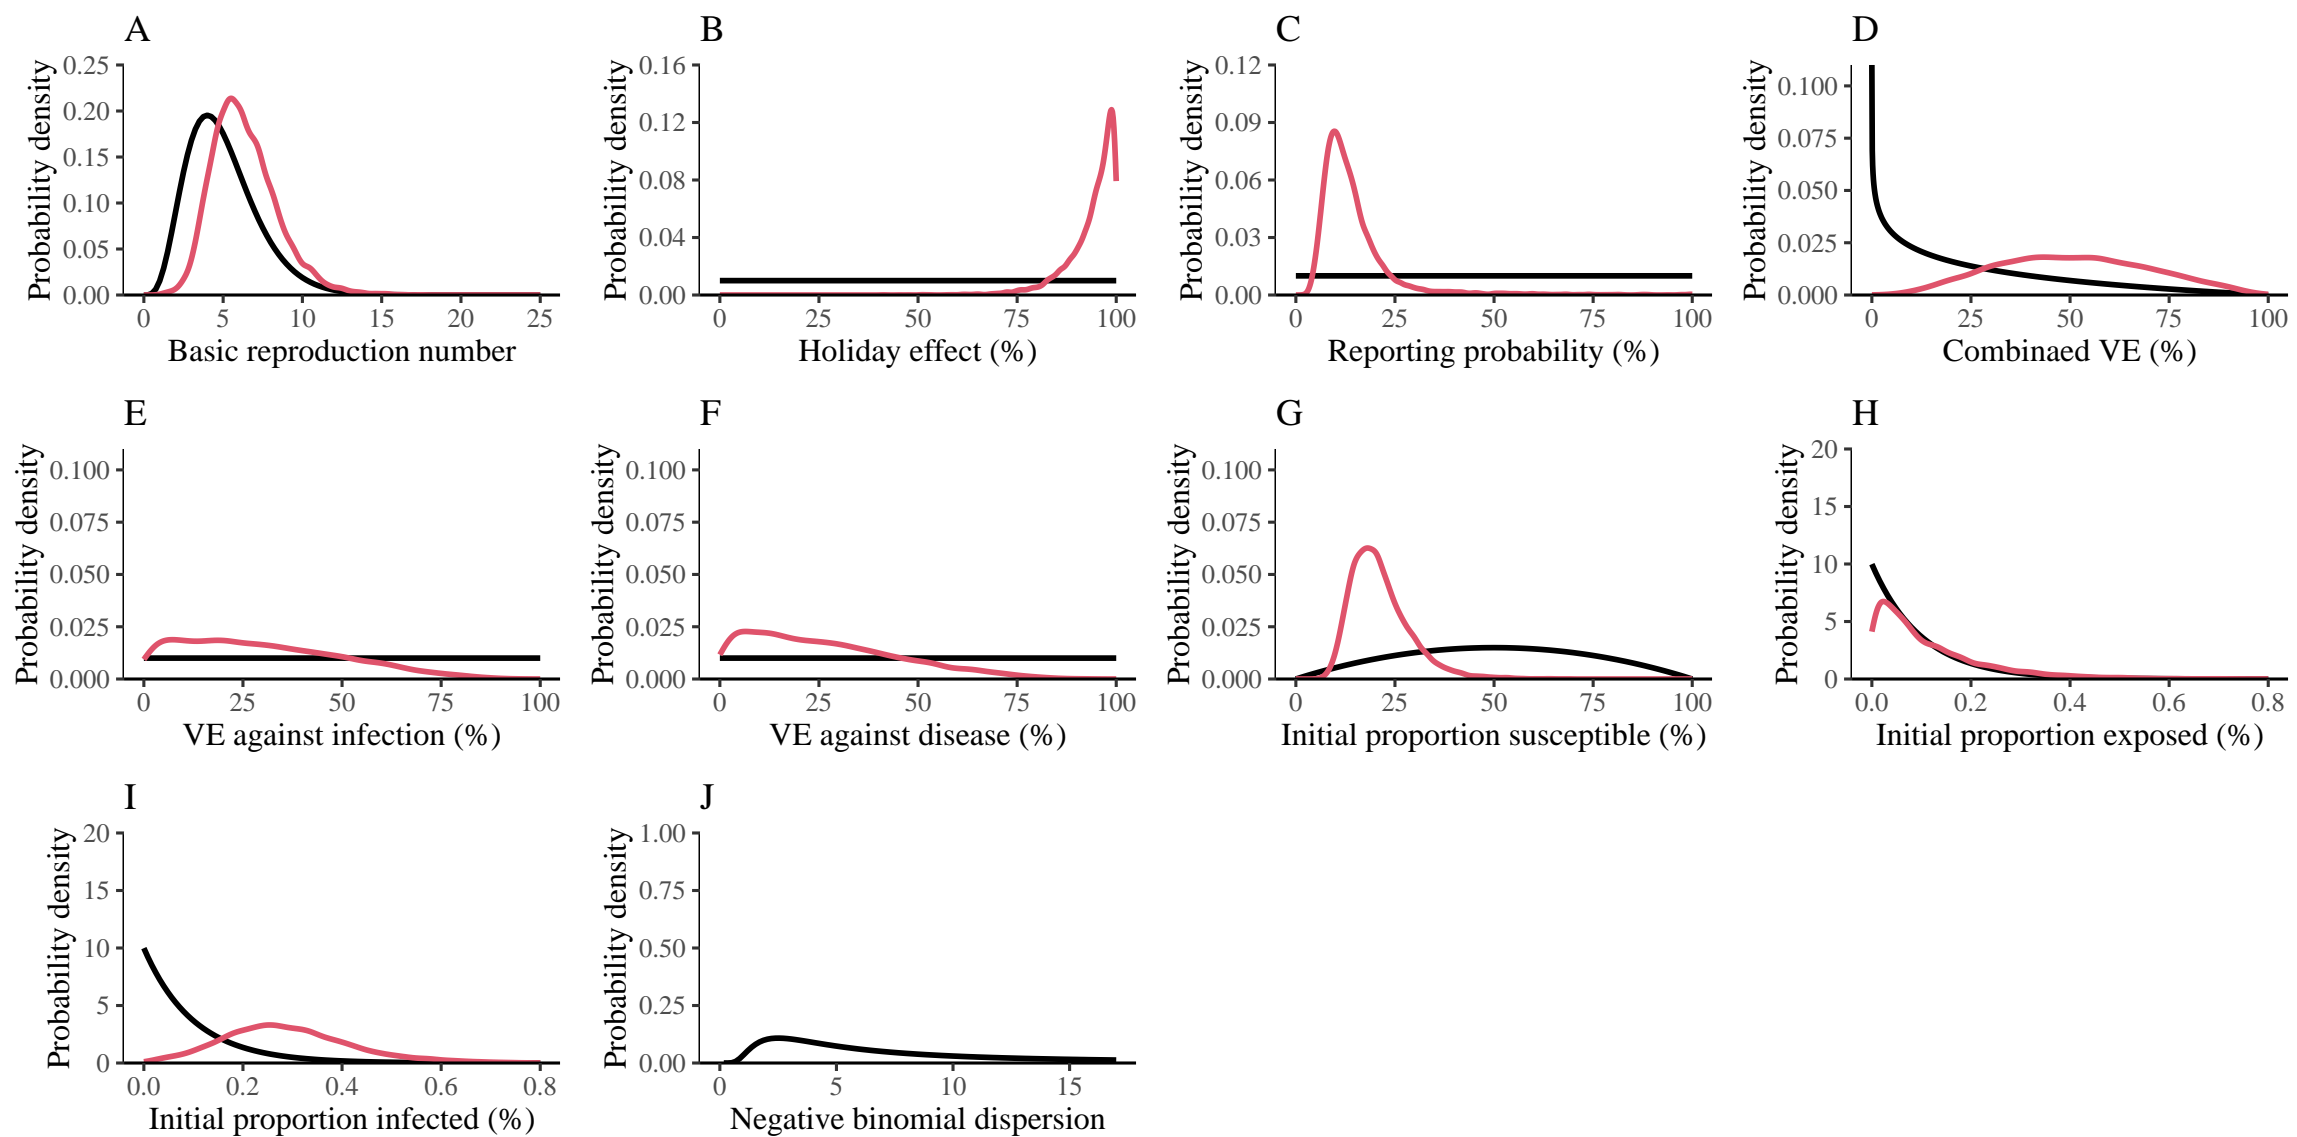 A
Probability density
0.25
0.20
0.15
0.10
0.05
0.00
0 5 10 15 20 25
Basic reproduction number
B
Probability density
0.16
0.12
0.08
0.04
0.00
0 25 50 75 100
Holiday effect (%)
C
Probability density
0.12
0.09
0.06
0.03
0.00
0 25 50 75 100
Reporting probability (%)
D
Probability density
0.100
0.075
0.050
0.025
0.000
0 25 50 75 100
Combinaed VE (%)
E
Probability density
0.100
0.075
0.050
0.025
0.000
0 25 50 75 100
VE against infection (%)
F
Probability density
0.100
0.075
0.050
0.025
0.000
0 25 50 75 100
VE against disease (%)
G
Probability density
0.100
0.075
0.050
0.025
0.000
0 25 50 75 100
Initial proportion susceptible (%)
H
Probability density
20
15
10
5
0
0.0 0.2 0.4 0.6 0.8
Initial proportion exposed (%)
I
Probability density
20
15
10
5
0
0.0 0.2 0.4 0.6 0.8
Initial proportion infected (%)
J
Probability density
1.00
0.75
0.50
0.25
0.00
0 5 10 15
Negative binomial dispersion